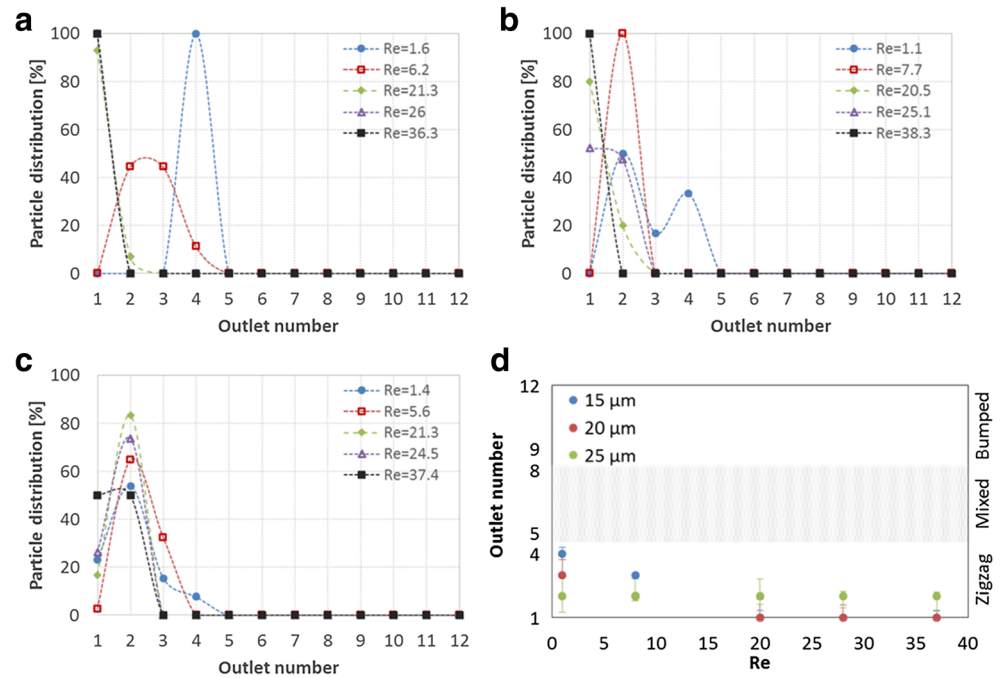 a
100
80
60
40
20
0
Particle distribution [%]
Re=1.6
Re=6.2
Re=21.3
Re=26
Re=36.3
1 2 3 4 5 6 7 8 9 10 11 12
Outlet number
b
100
80
60
40
20
0
Particle distribution [%]
Re=1.1
Re=7.7
Re=20.5
Re=25.1
Re=38.3
1 2 3 4 5 6 7 8 9 10 11 12
Outlet number
c
100
80
60
40
20
0
Particle distribution [%]
Re=1.4
Re=5.6
Re=21.3
Re=24.5
Re=37.4
1 2 3 4 5 6 7 8 9 10 11 12
Outlet number
d
12
9
8
5
4
1
Outlet number
15 µm
20 µm
25 µm
Bumped
Mixed
Zigzag
0 5 10 15 20 25 30 35 40
Re